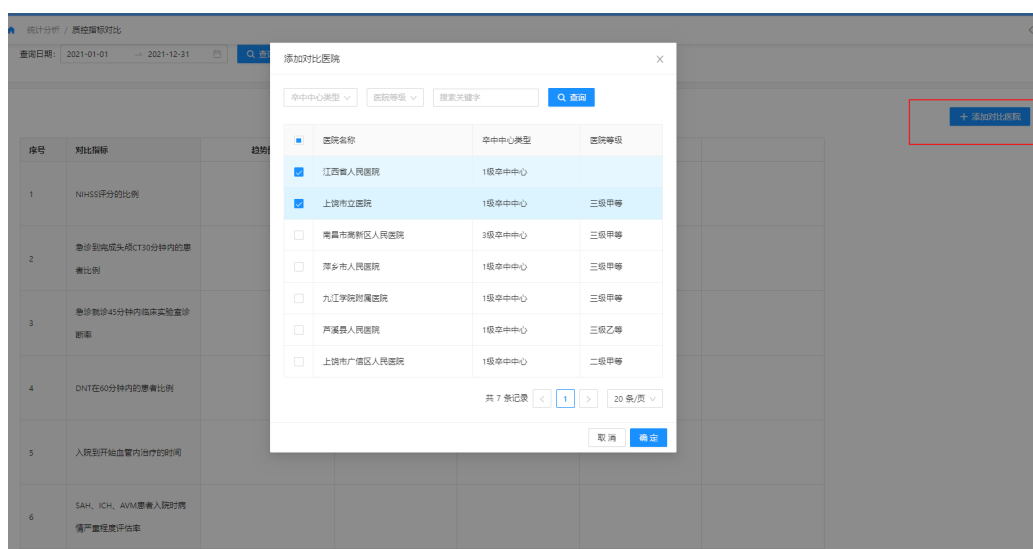 统计分析 / 质控指标对比
查询日期: 2021-01-01 → 2021-12-31
添加对比医院
卒中中心类型 医院等级 搜索关键字 查询
+ 添加对比医院
医院名称 卒中中心类型 医院等级
江西省人民医院 1级卒中中心
上饶市立医院 1级卒中中心 三级甲等
南昌市高新区人民医院 3级卒中中心 三级甲等
萍乡市人民医院 1级卒中中心 三级甲等
九江学院附属医院 1级卒中中心 三级甲等
芦溪县人民医院 1级卒中中心 三级乙等
上饶市广信区人民医院 1级卒中中心 二级甲等
共 7 条记录 < 1 > 20 条/页
取 消 确 定
序号 对比指标 趋势
1 NIHSS评分的比例
2 急诊到完成头颅CT30分钟内的患
者比例
3 急诊就诊45分钟内临床实验室诊
断率
4 DNT在60分钟内的患者比例
5 入院到开始血管内治疗的时间
6 SAH、ICH、AVM患者入院时病
情严重程度评估率